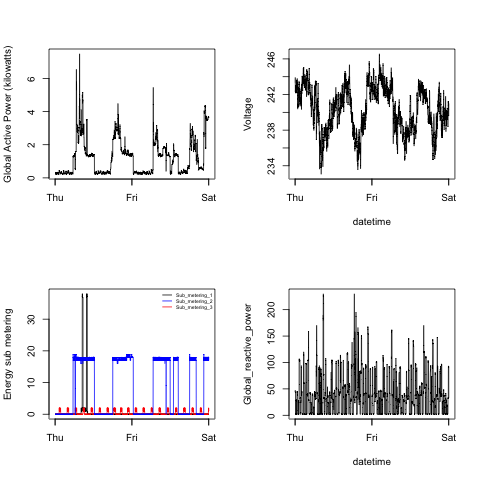 Global Active Power (kilowatts)
0 2 4 6
Thu Fri Sat
Voltage
234 238 242 246
Thu Fri Sat
datetime
Energy sub metering
0 10 20 30
Sub_metering_1
Sub_metering_2
Sub_metering_3
Thu Fri Sat
Global_reactive_power
0 50 100 150 200
Thu Fri Sat
datetime